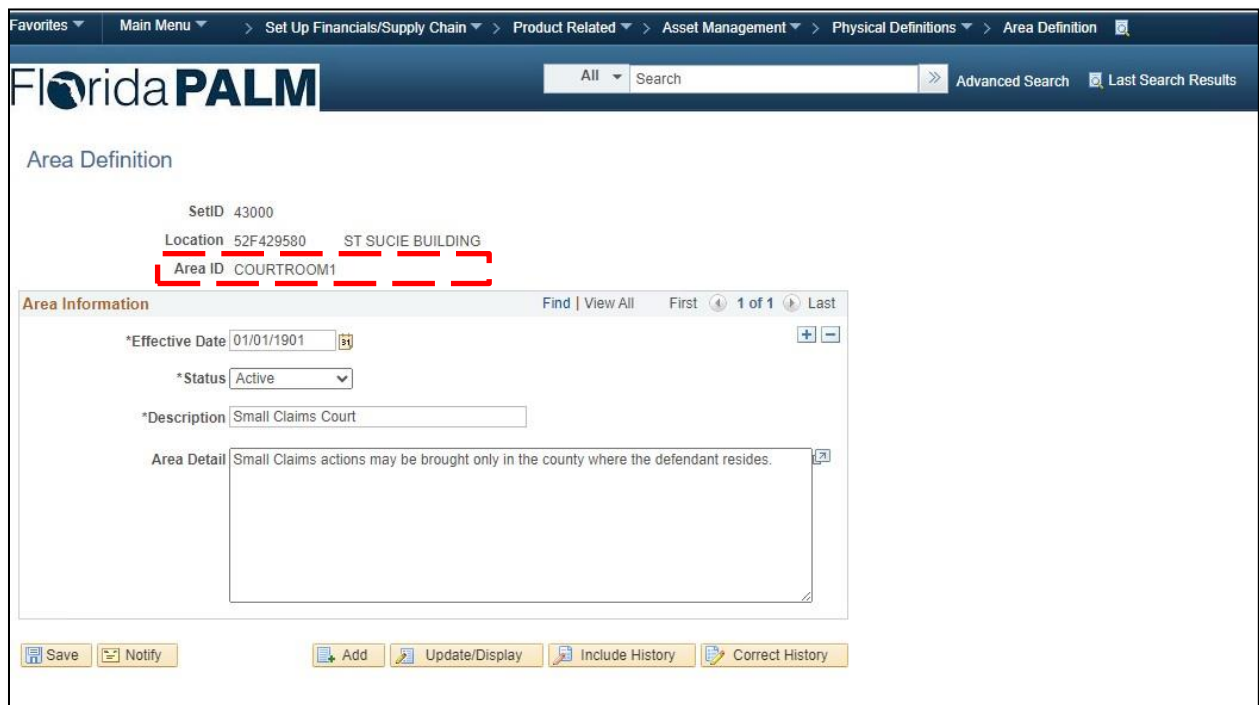 Favorites Main Menu > Set Up Financials/Supply Chain > Product Related > Asset Management > Physical Definitions > Area Definition
Florida PALM All Search Advanced Search Last Search Results
Area Definition
SetID 43000
Location 52F429580 ST SUCIE BUILDING
Area ID COURTROOM1
Area Information Find | View All First 1 of 1 Last
*Effective Date 01/01/1901 31
*Status Active
*Description Small Claims Court
Area Detail Small Claims actions may be brought only in the county where the defendant resides.
Save Notify Add Update/Display Include History Correct History